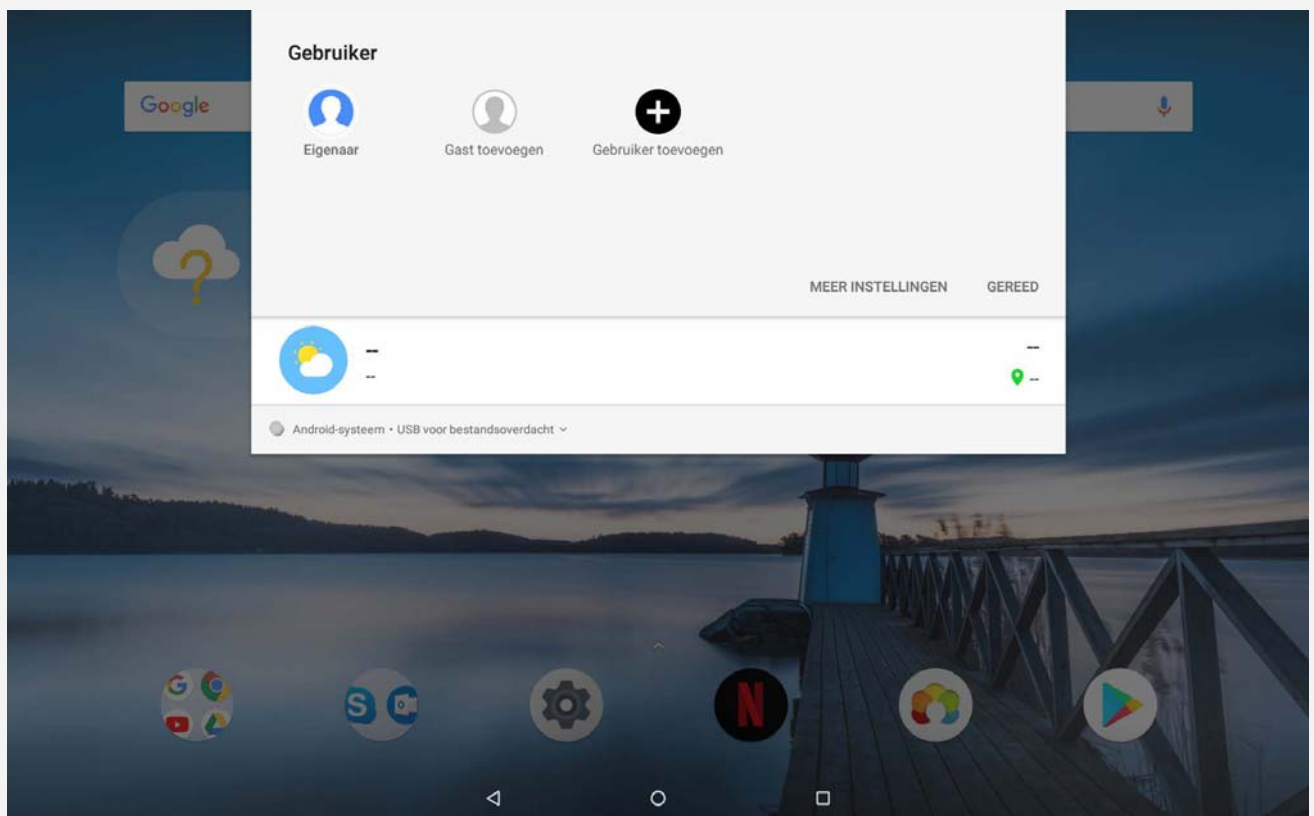 Gebruiker
Google
Eigenaar
Gast toevoegen
Gebruiker toevoegen
MEER INSTELLINGEN
GEREED
--
--
--
--
Android-systeem • USB voor bestandsoverdacht
G
S
N